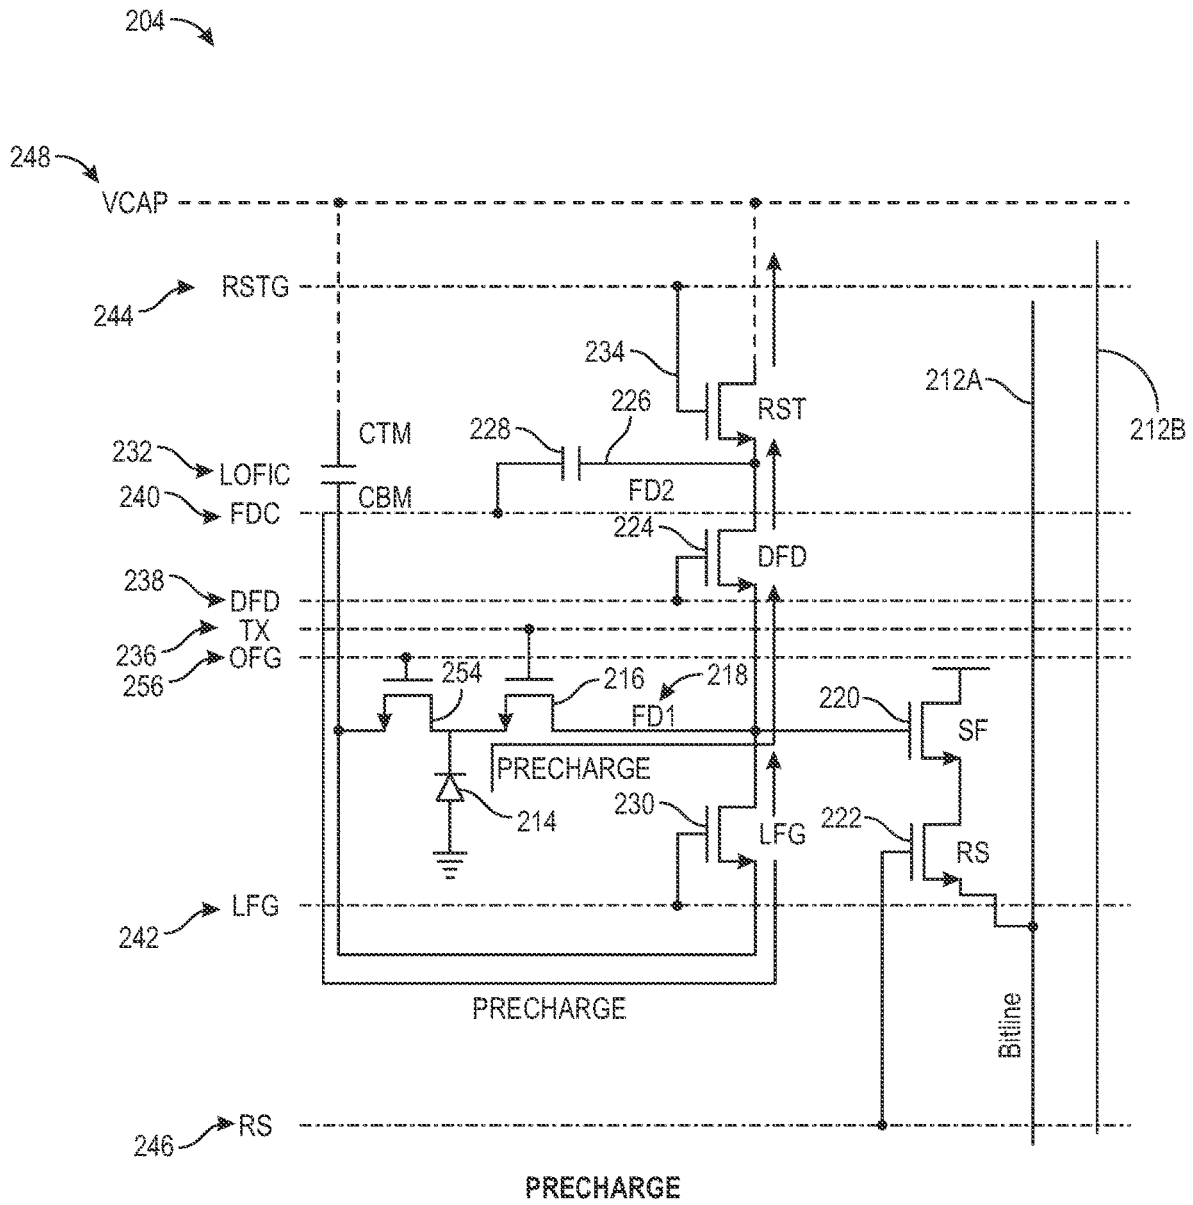 204
248
VCAP
RSTG
244
234
212A
212B
RST
CTM
226
228
232
LOFIC
CBM
FD2
240
FDC
224
DFD
238
DFD
TX
236
OFG
256
254
216
218
FD1
220
SF
PRECHARGE
214
230
LFG
222
RS
LFG
242
PRECHARGE
Bitline
RS
246
PRECHARGE